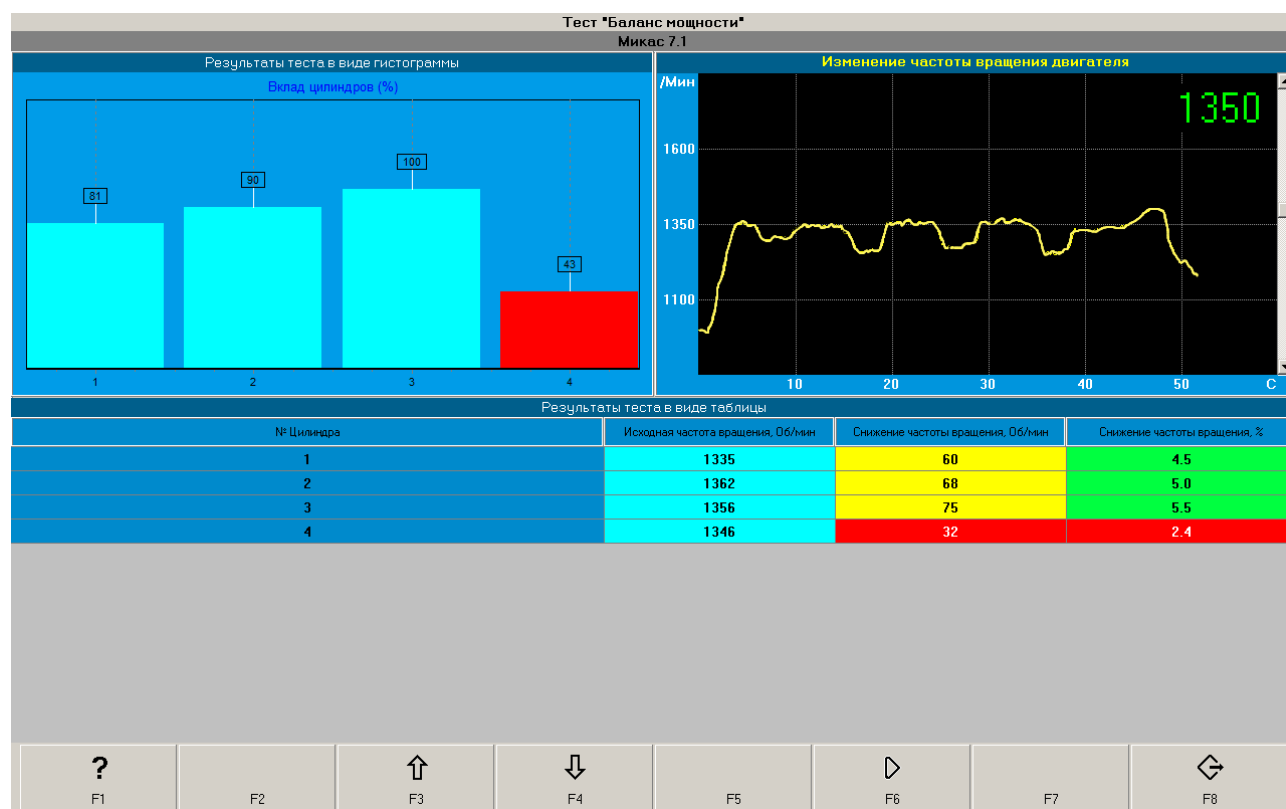 Тест "Баланс мощности"
Микас 7.1
Результаты теста в виде гистограммы
Вклад цилиндров (%)
81
90
100
43
1 2 3 4
Изменение частоты вращения двигателя
/Мин
1350
1600
1350
1100
10 20 30 40 50 С
Результаты теста в виде таблицы
№ Цилиндра Исходная частота вращения, Об/мин Снижение частоты вращения, Об/мин Снижение частоты вращения, %
1 1335 60 4.5
2 1362 68 5.0
3 1356 75 5.5
4 1346 32 2.4
?
F1 F2 F3 F4 F5 F6 F7 F8